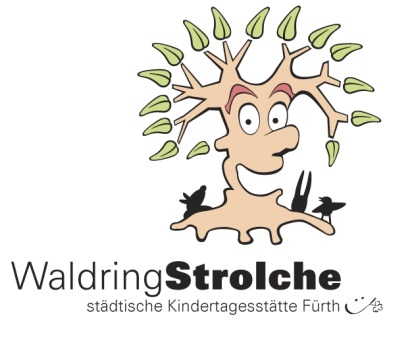 WaldringStrolche
städtische Kindertagesstätte Fürth